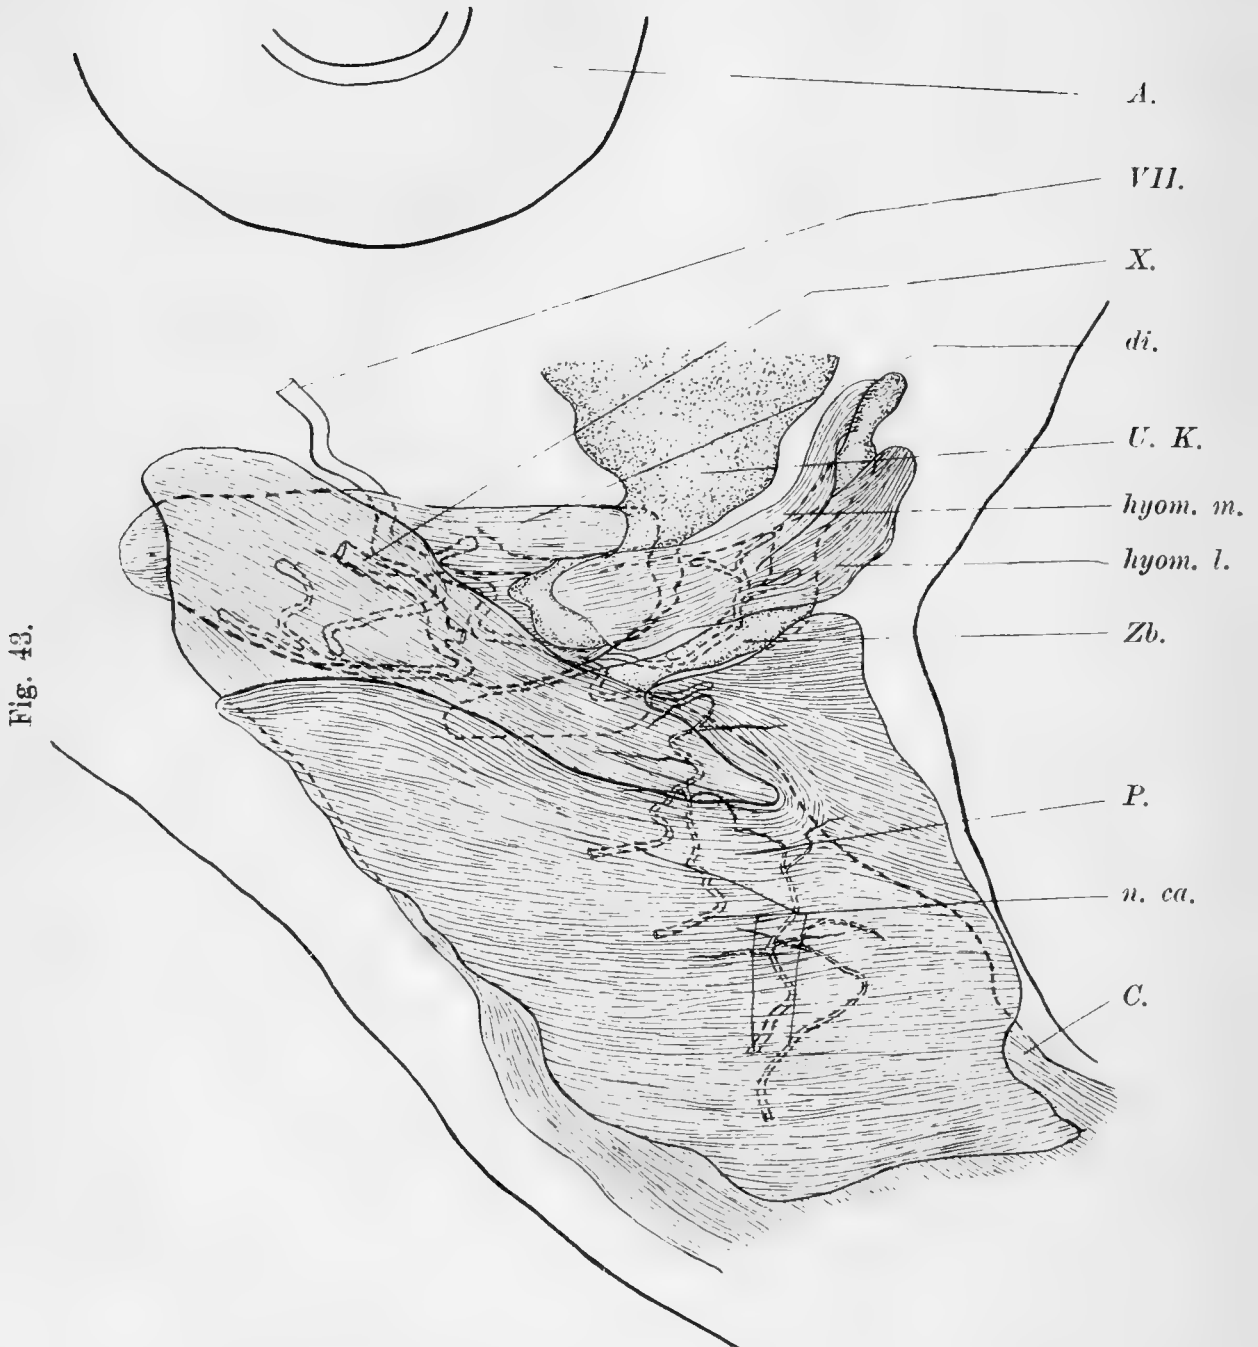 A.
VII.
X.
di.
U. K.
hyom. m.
hyom. l.
Zb.
P.
n. ca.
C.
Fig. 43.